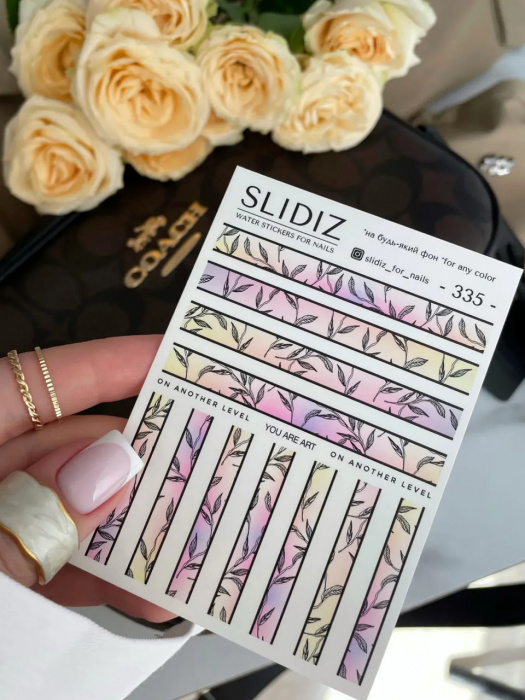 COACH
SLIDIZ
WATER STICKERS FOR NAILS
*на будь-який фон *for any color
slidiz_for_nails
- 335 -
ON ANOTHER LEVEL
YOU ARE ART
ON ANOTHER LEVEL